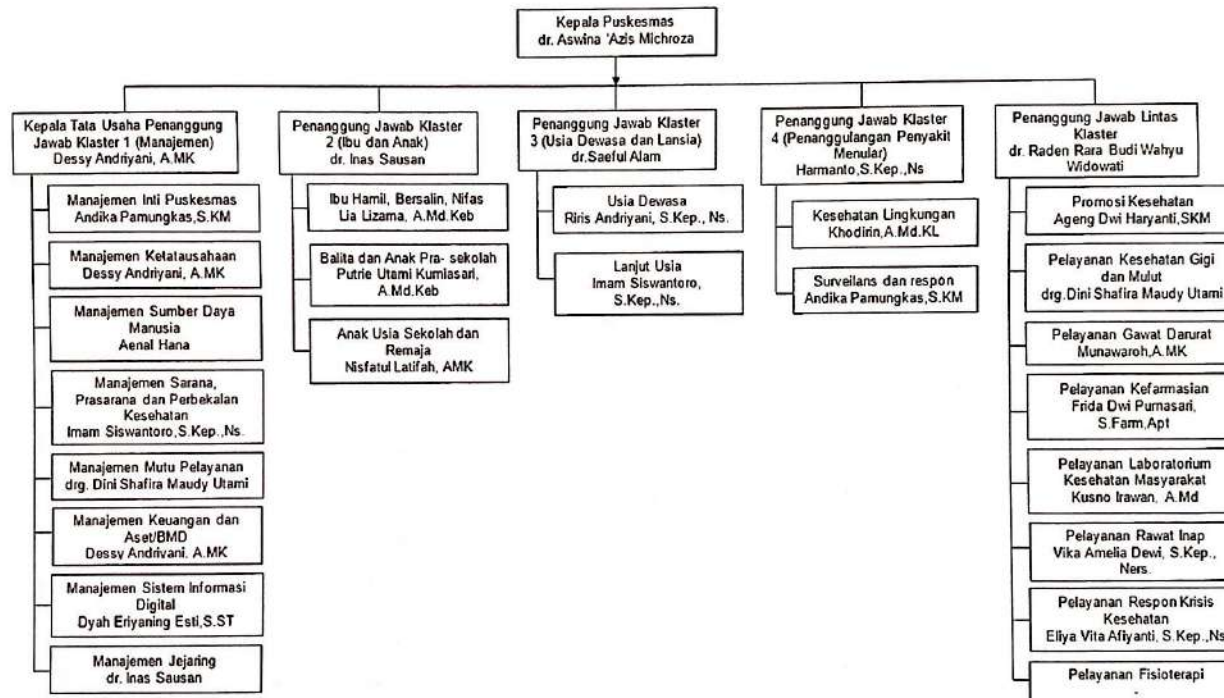 Kepala Puskesmas
dr. Aswina 'Azis Michroza
Kepala Tata Usaha Penanggung
Jawab Klaster 1 (Manajemen)
Dessy Andriyani, A.MK
Manajemen Inti Puskesmas
Andika Pamungkas,S.KM
Manajemen Ketatausahaan
Dessy Andriyani, A.MK
Manajemen Sumber Daya
Manusia
Aenal Hana
Manajemen Sarana,
Prasarana dan Perbekalan
Kesehatan
Imam Siswantoro,S.Kep.,Ns.
Manajemen Mutu Pelayanan
drg. Dini Shafira Maudy Utami
Manajemen Keuangan dan
Aset/BMD
Dessy Andriyani. A.MK
Manajemen Sistem Informasi
Digital
Dyah Eriyaning Esti,S.ST
Manajemen Jejaring
dr. Inas Sausan
Penanggung Jawab Klaster
2 (Ibu dan Anak)
dr. Inas Sausan
Ibu Hamil, Bersalin, Nifas
Lia Lizama, A.Md.Keb
Balita dan Anak Pra- sekolah
Putrie Utami Kumiasari,
A.Md.Keb
Anak Usia Sekolah dan
Remaja
Nisfatul Latifah, AMK
Penanggung Jawab Klaster
3 (Usia Dewasa dan Lansia)
dr.Saeful Alam
Usia Dewasa
Riris Andriyani, S.Kep., Ns.
Lanjut Usia
Imam Siswantoro,
S.Kep.,Ns.
Penanggung Jawab Klaster
4 (Penanggulangan Penyakit
Menular)
Harmanto,S.Kep.,Ns
Kesehatan Lingkungan
Khodirin,A.Md.KL
Surveilans dan respon
Andika Pamungkas,S.KM
Penanggung Jawab Lintas
Klaster
dr. Raden Rara Budi Wahyu
Widowati
Promosi Kesehatan
Ageng Dwi Haryanti,SKM
Pelayanan Kesehatan Gigi
dan Mulut
drg.Dini Shafira Maudy Utami
Pelayanan Gawat Darurat
Munawaroh,A.MK
Pelayanan Kefarmasian
Frida Dwi Purnasari,
S.Farm,Apt
Pelayanan Laboratorium
Kesehatan Masyarakat
Kusno Irawan, A.Md
Pelayanan Rawat Inap
Vika Amelia Dewi, S.Kep.,
Ners.
Pelayanan Respon Krisis
Kesehatan
Eliya Vita Afiyanti, S.Kep.,Ns
Pelayanan Fisioterapi